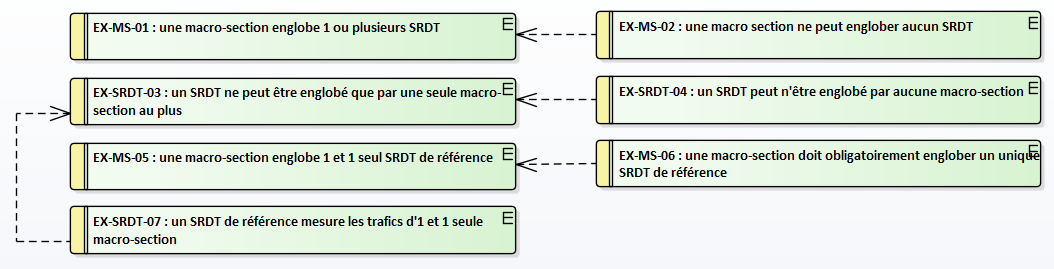 EX-MS-01 : une macro-section englobe 1 ou plusieurs SRDT
EX-MS-02 : une macro section ne peut englober aucun SRDT
EX-SRDT-03 : un SRDT ne peut être englobé que par une seule macro-
section au plus
EX-SRDT-04 : un SRDT peut n'être englobé par aucune macro-section
EX-MS-05 : une macro-section englobe 1 et 1 seul SRDT de référence
EX-MS-06 : une macro-section doit obligatoirement englober un unique
SRDT de référence
EX-SRDT-07 : un SRDT de référence mesure les trafics d'1 et 1 seule
macro-section